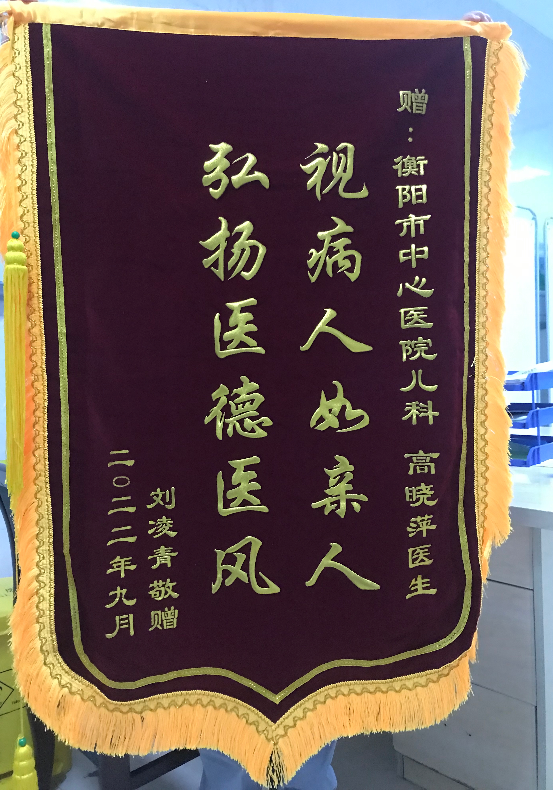 赠：衡阳市中心医院儿科 高晓萍医生
视病人如亲人
弘扬医德医风
刘凌青敬赠
二〇二二年九月